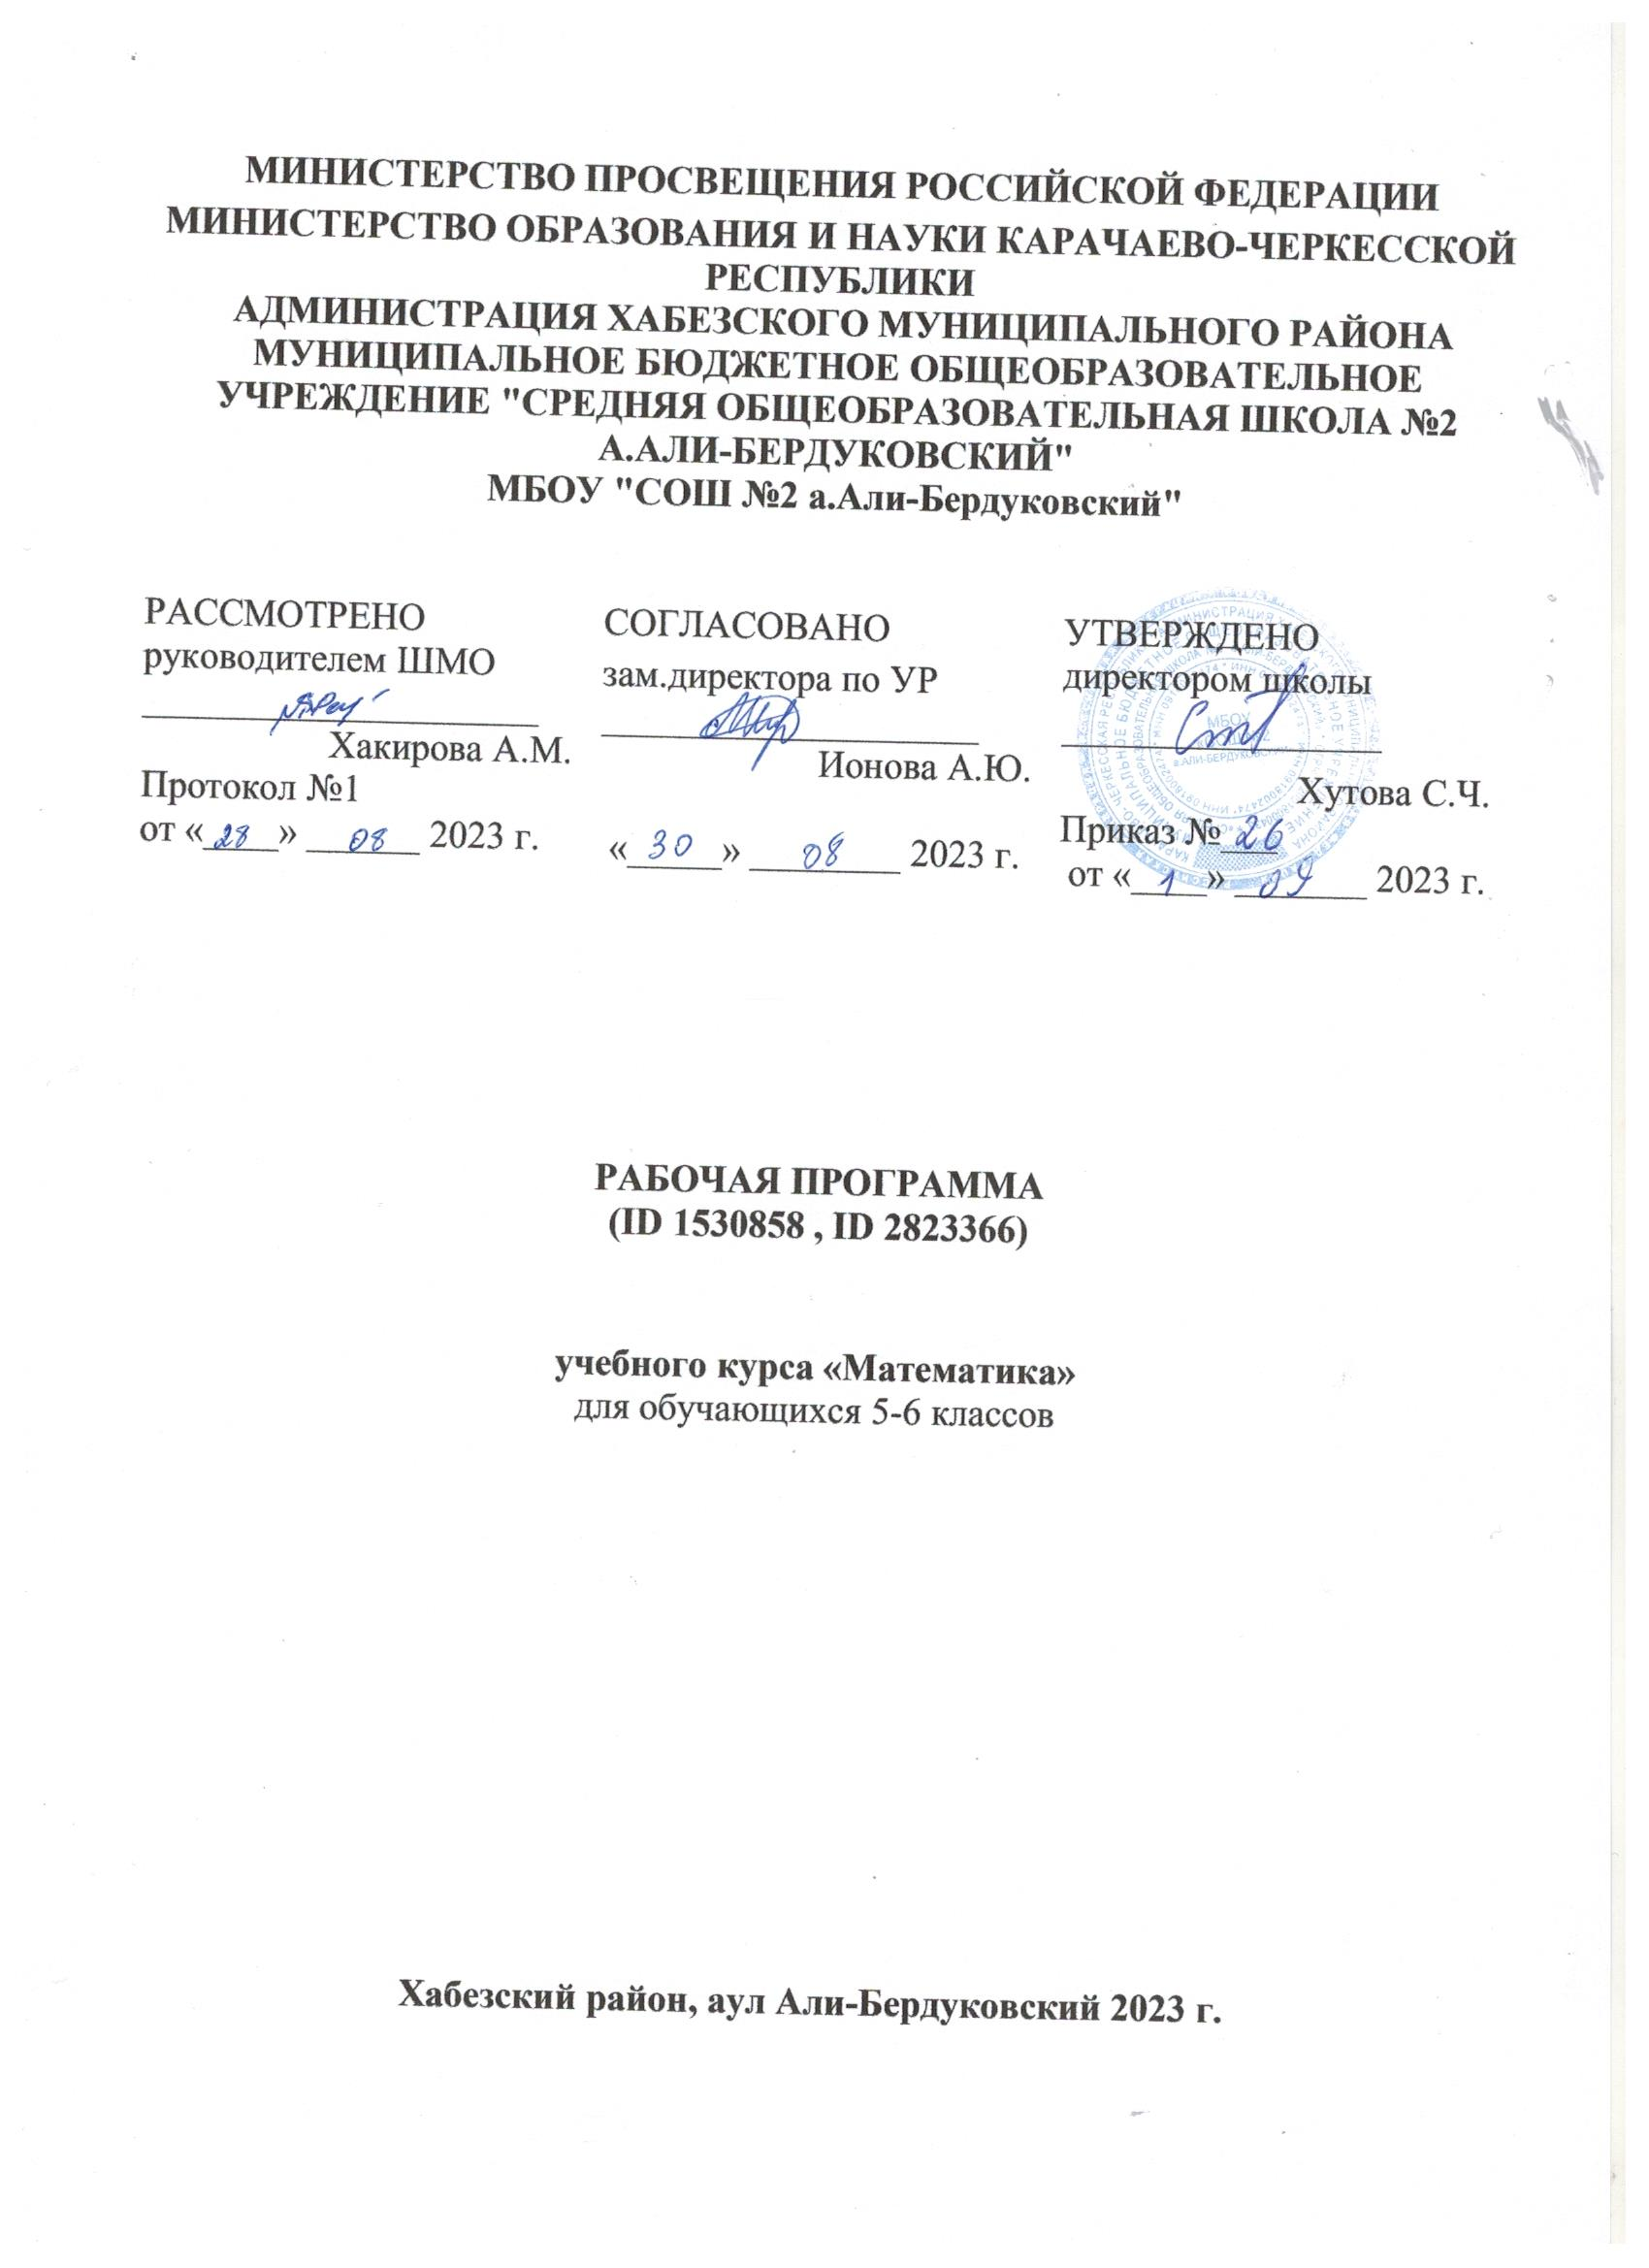 МИНИСТЕРСТВО ПРОСВЕЩЕНИЯ РОССИЙСКОЙ ФЕДЕРАЦИИ
МИНИСТЕРСТВО ОБРАЗОВАНИЯ И НАУКИ КАРАЧАЕВО-ЧЕРКЕССКОЙ
РЕСПУБЛИКИ
АДМИНИСТРАЦИЯ ХАБЕЗСКОГО МУНИЦИПАЛЬНОГО РАЙОНА
МУНИЦИПАЛЬНОЕ БЮДЖЕТНОЕ ОБЩЕОБРАЗОВАТЕЛЬНОЕ
УЧРЕЖДЕНИЕ "СРЕДНЯЯ ОБЩЕОБРАЗОВАТЕЛЬНАЯ ШКОЛА №2
А.АЛИ-БЕРДУКОВСКИЙ"
МБОУ "СОШ №2 а.Али-Бердуковский"
РАССМОТРЕНО
руководителем ШМО
Хакирова А.М.
Протокол №1
от «28» 08 2023 г.
СОГЛАСОВАНО
зам.директора по УР
Ионова А.Ю.
«30» 08 2023 г.
УТВЕРЖДЕНО
директором школы
МБОУ
Хутова С.Ч.
Приказ № 26
от «1» 09 2023 г.
РАБОЧАЯ ПРОГРАММА
(ID 1530858 , ID 2823366)
учебного курса «Математика»
для обучающихся 5-6 классов
Хабезский район, аул Али-Бердуковский 2023 г.